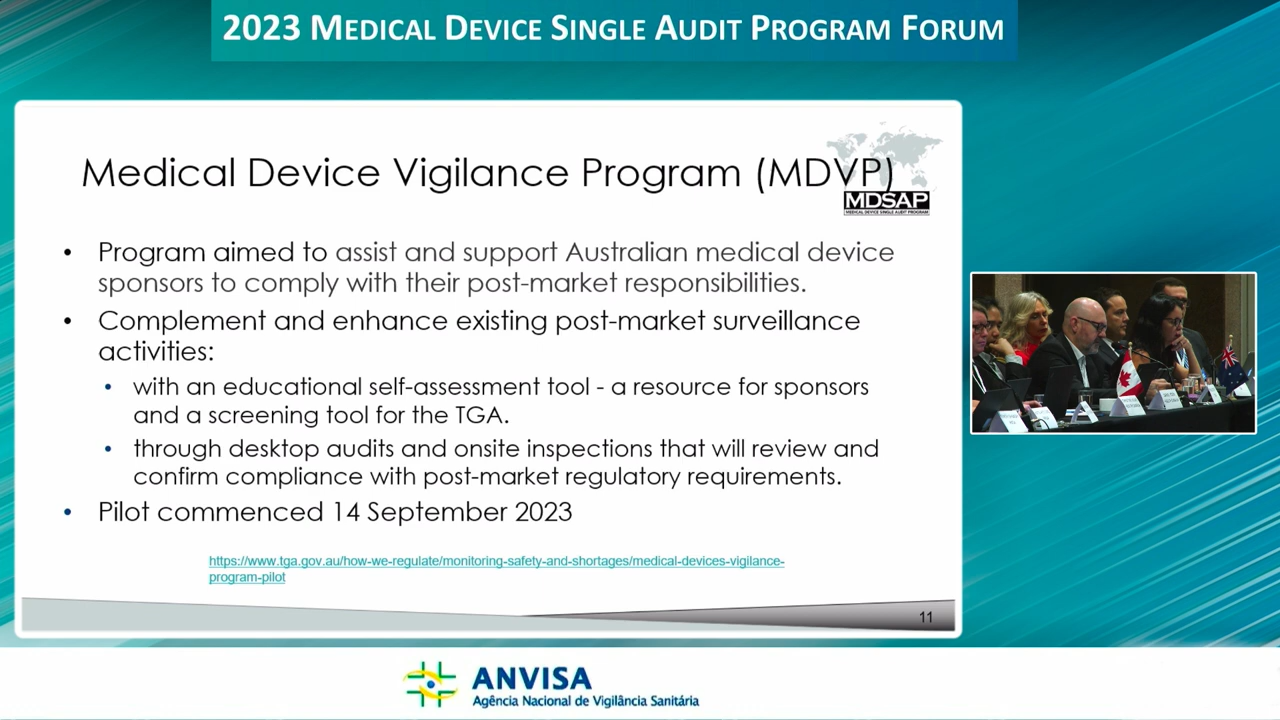 2023 MEDICAL DEVICE SINGLE AUDIT PROGRAM FORUM
Medical Device Vigilance Program (MDVP)
MDSAP
MEDICAL DEVICE SINGLE AUDIT PROGRAM
• Program aimed to assist and support Australian medical device
sponsors to comply with their post-market responsibilities.
• Complement and enhance existing post-market surveillance
activities:
• with an educational self-assessment tool - a resource for sponsors
and a screening tool for the TGA.
• through desktop audits and onsite inspections that will review and
confirm compliance with post-market regulatory requirements.
• Pilot commenced 14 September 2023
https://www.tga.gov.au/how-we-regulate/monitoring-safety-and-shortages/medical-devices-vigilance-
program-pilot
11
ANVISA
Agência Nacional de Vigilância Sanitária